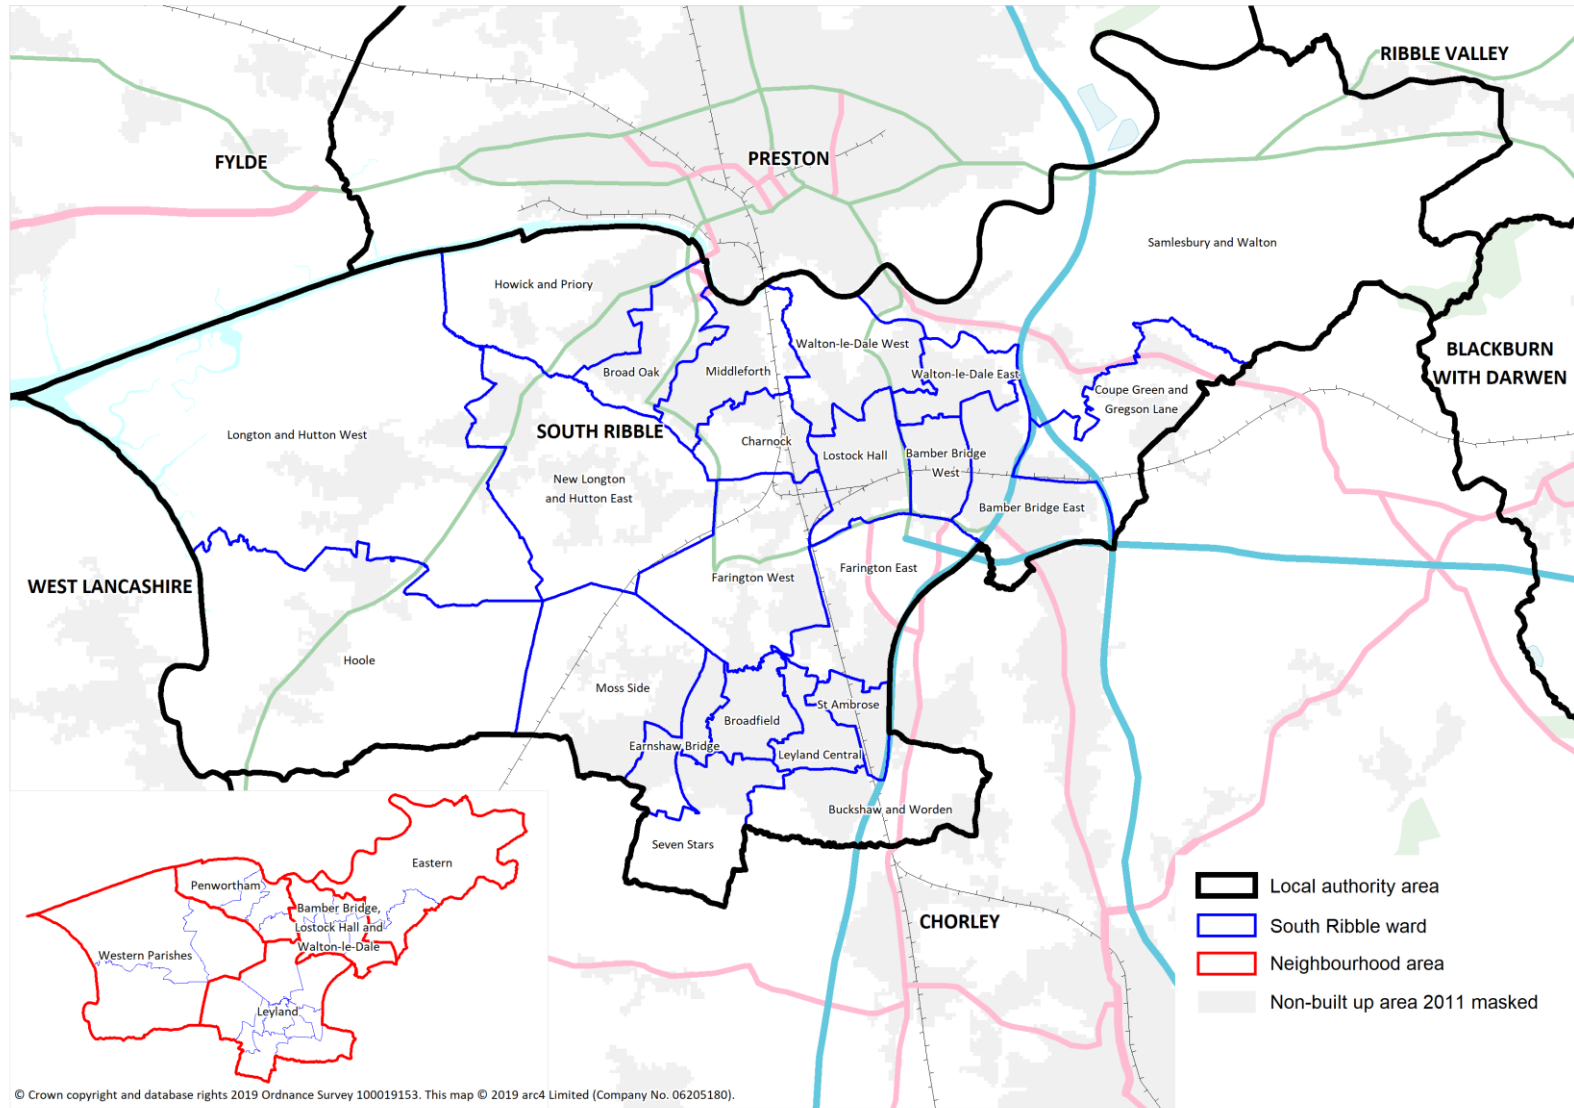 RIBBLE VALLEY
FYLDE
PRESTON
Samlesbury and Walton
Howick and Priory
Walton-le-Dale West
BLACKBURN
WITH DARWEN
Broad Oak
Middleforth
Walton-le-Dale East
Coupe Green and
Gregson Lane
Longton and Hutton West
SOUTH RIBBLE
Charnock
Lostock Hall
Bamber Bridge
West
New Longton
and Hutton East
Bamber Bridge East
WEST LANCASHIRE
Farington West
Farington East
Hoole
Moss Side
St Ambrose
Broadfield
Earnshaw Bridge
Leyland Central
Buckshaw and Worden
Seven Stars
CHORLEY
Eastern
Penwortham
Bamber Bridge,
Lostock Hall and
Walton-le-Dale
Western Parishes
Leyland
Local authority area
South Ribble ward
Neighbourhood area
Non-built up area 2011 masked
© Crown copyright and database rights 2019 Ordnance Survey 100019153. This map © 2019 arc4 Limited (Company No. 06205180).